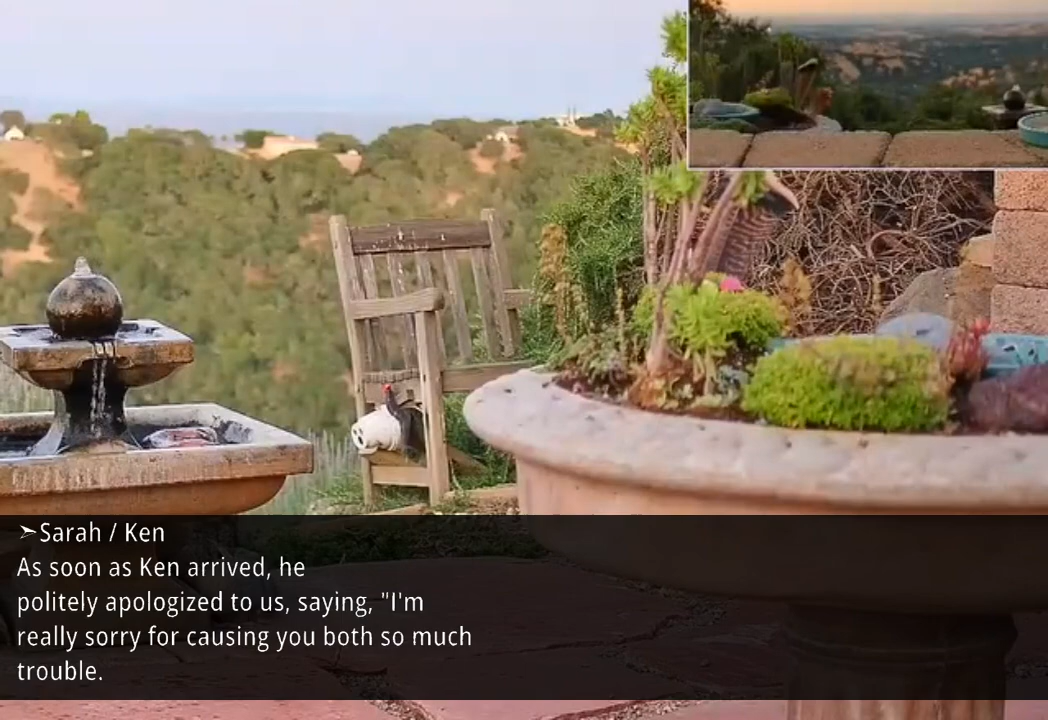 ➣Sarah / Ken
As soon as Ken arrived, he
politely apologized to us, saying, "I'm
really sorry for causing you both so much
trouble.